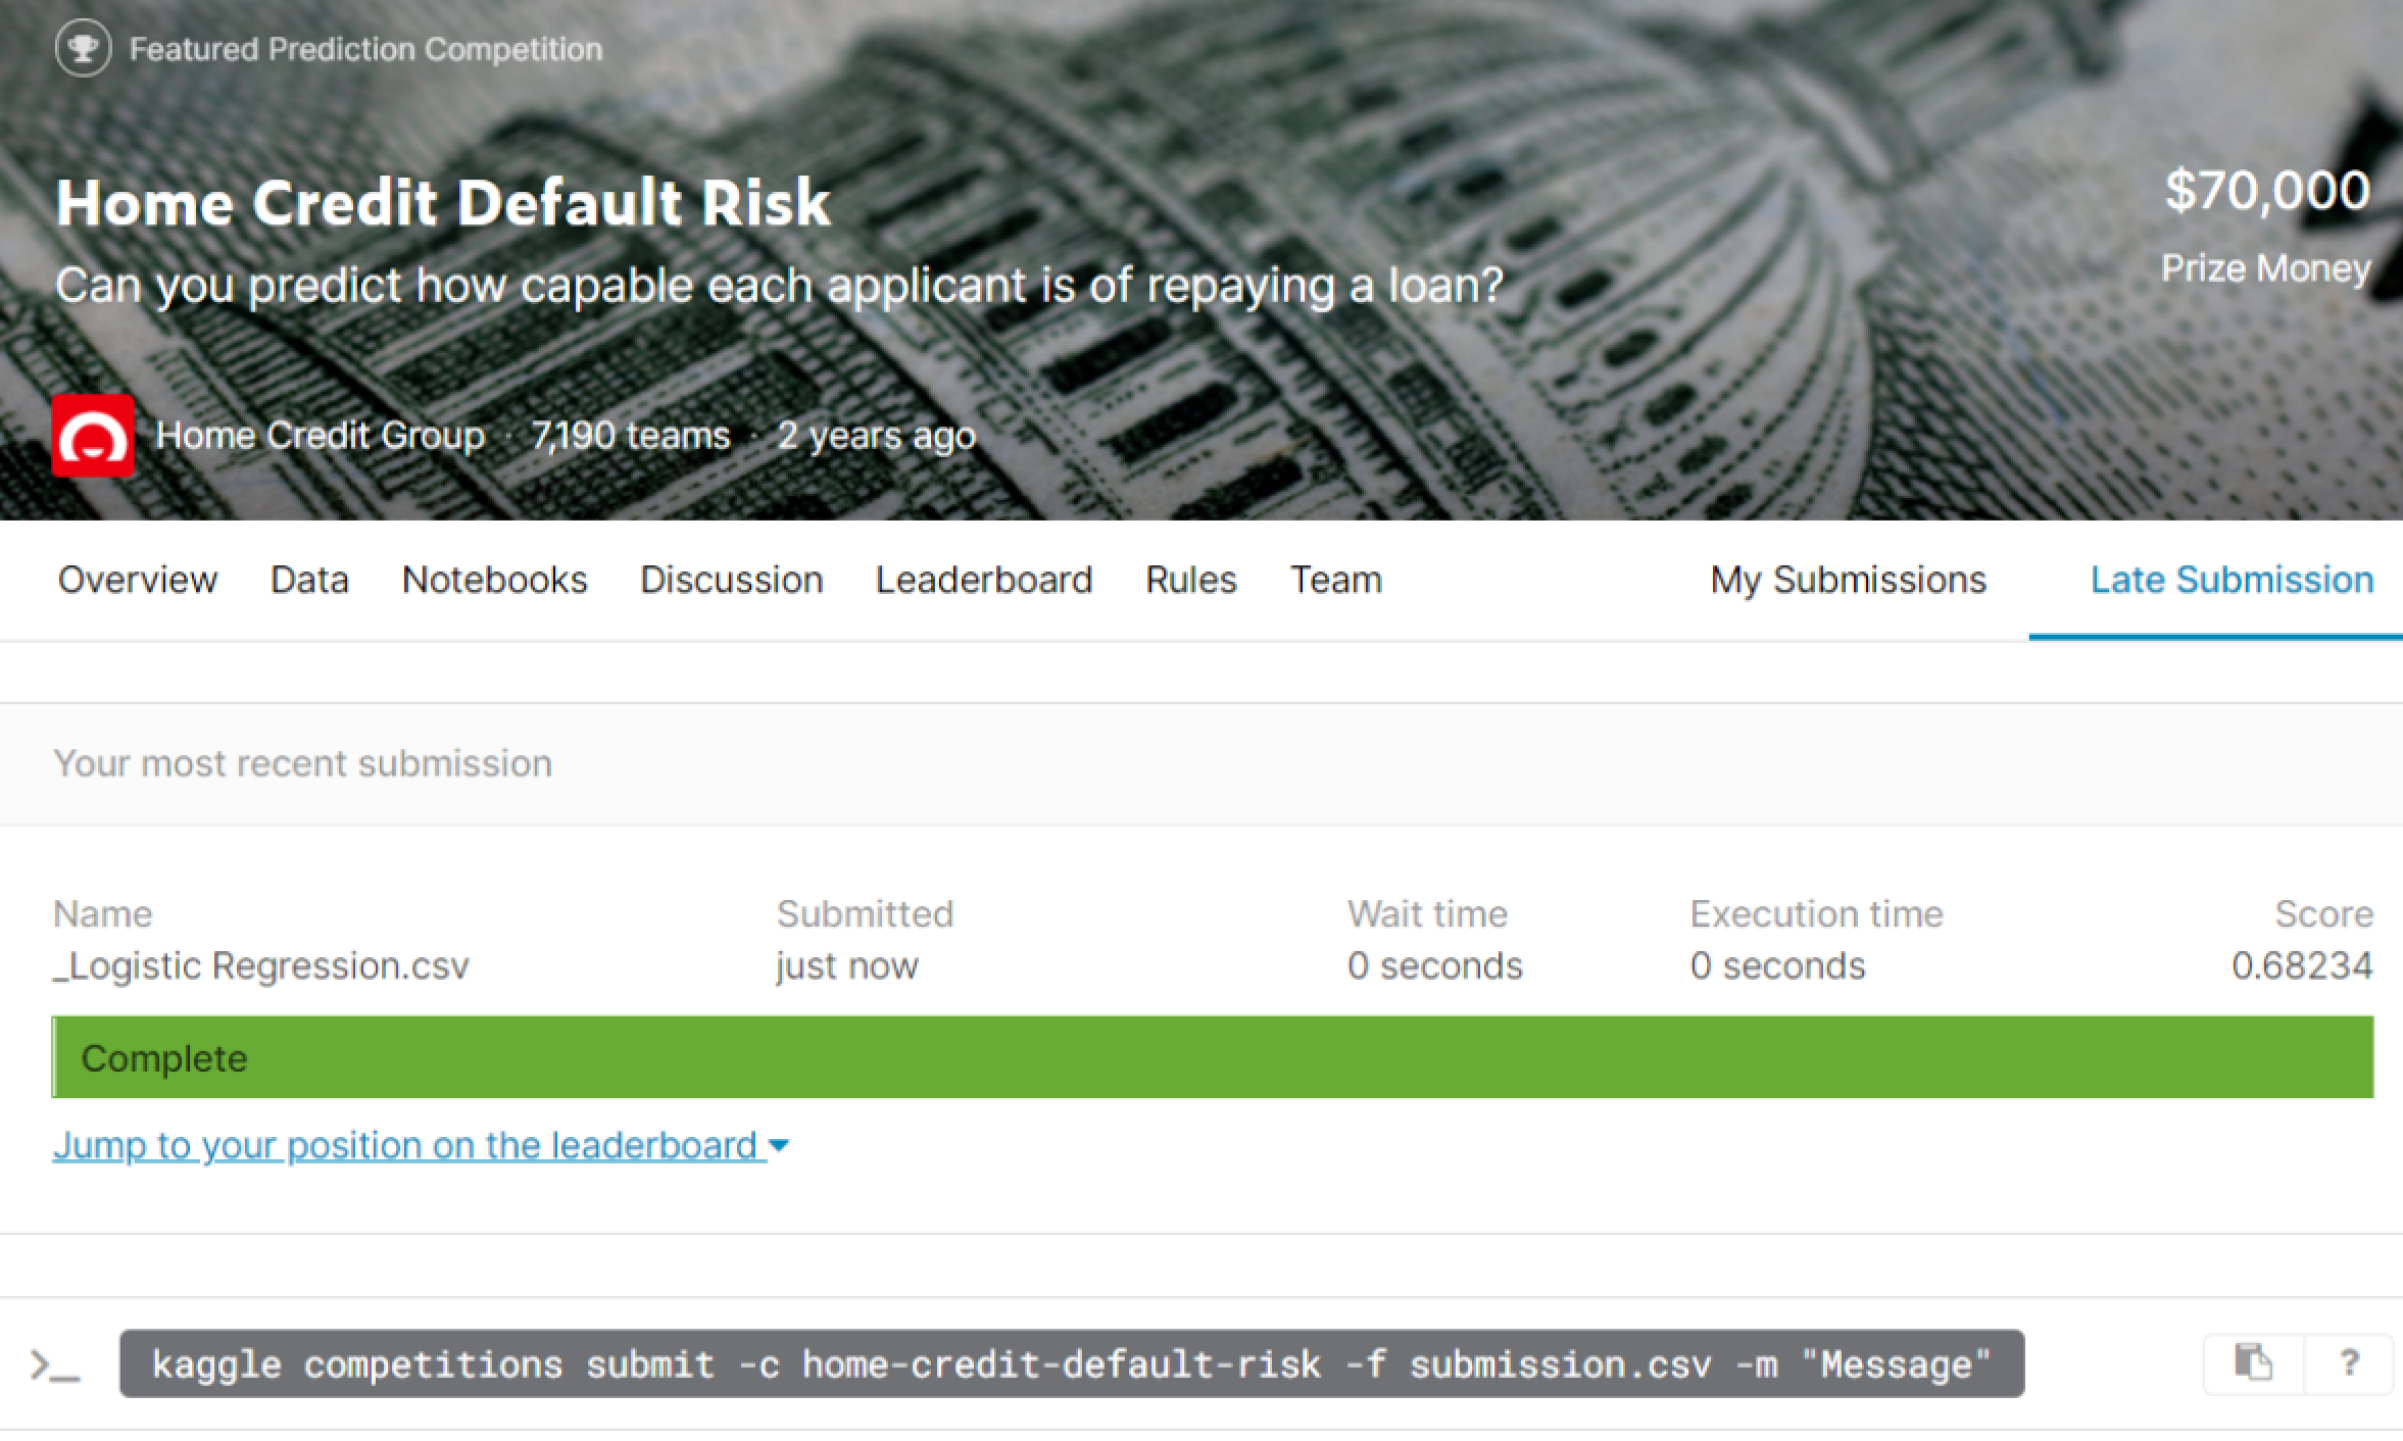 Featured Prediction Competition
Home Credit Default Risk
$70,000
Can you predict how capable each applicant is of repaying a loan?
Prize Money
Home Credit Group · 7,190 teams · 2 years ago
Overview Data Notebooks Discussion Leaderboard Rules Team My Submissions Late Submission
Your most recent submission
Name Submitted Wait time Execution time Score
_Logistic Regression.csv just now 0 seconds 0 seconds 0.68234
Complete
Jump to your position on the leaderboard
>_ kaggle competitions submit -c home-credit-default-risk -f submission.csv -m "Message" ?